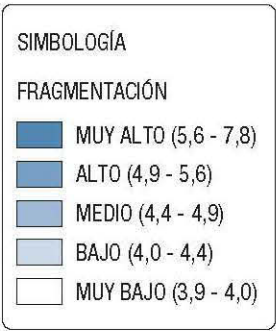 SIMBOLOGÍA
FRAGMENTACIÓN
MUY ALTO (5,6 - 7,8)
ALTO (4,9 - 5,6)
MEDIO (4,4 - 4,9)
BAJO (4,0 - 4,4)
MUY BAJO (3,9 - 4,0)